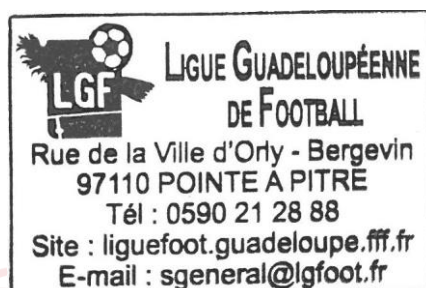 LGF
LIGUE GUADELOUPÉENNE
DE FOOTBALL
Rue de la Ville d'Orly - Bergevin
97110 POINTE A PITRE
Tél : 0590 21 28 88
Site : liguefoot.guadeloupe.fff.fr
E-mail : sgeneral@lgfoot.fr